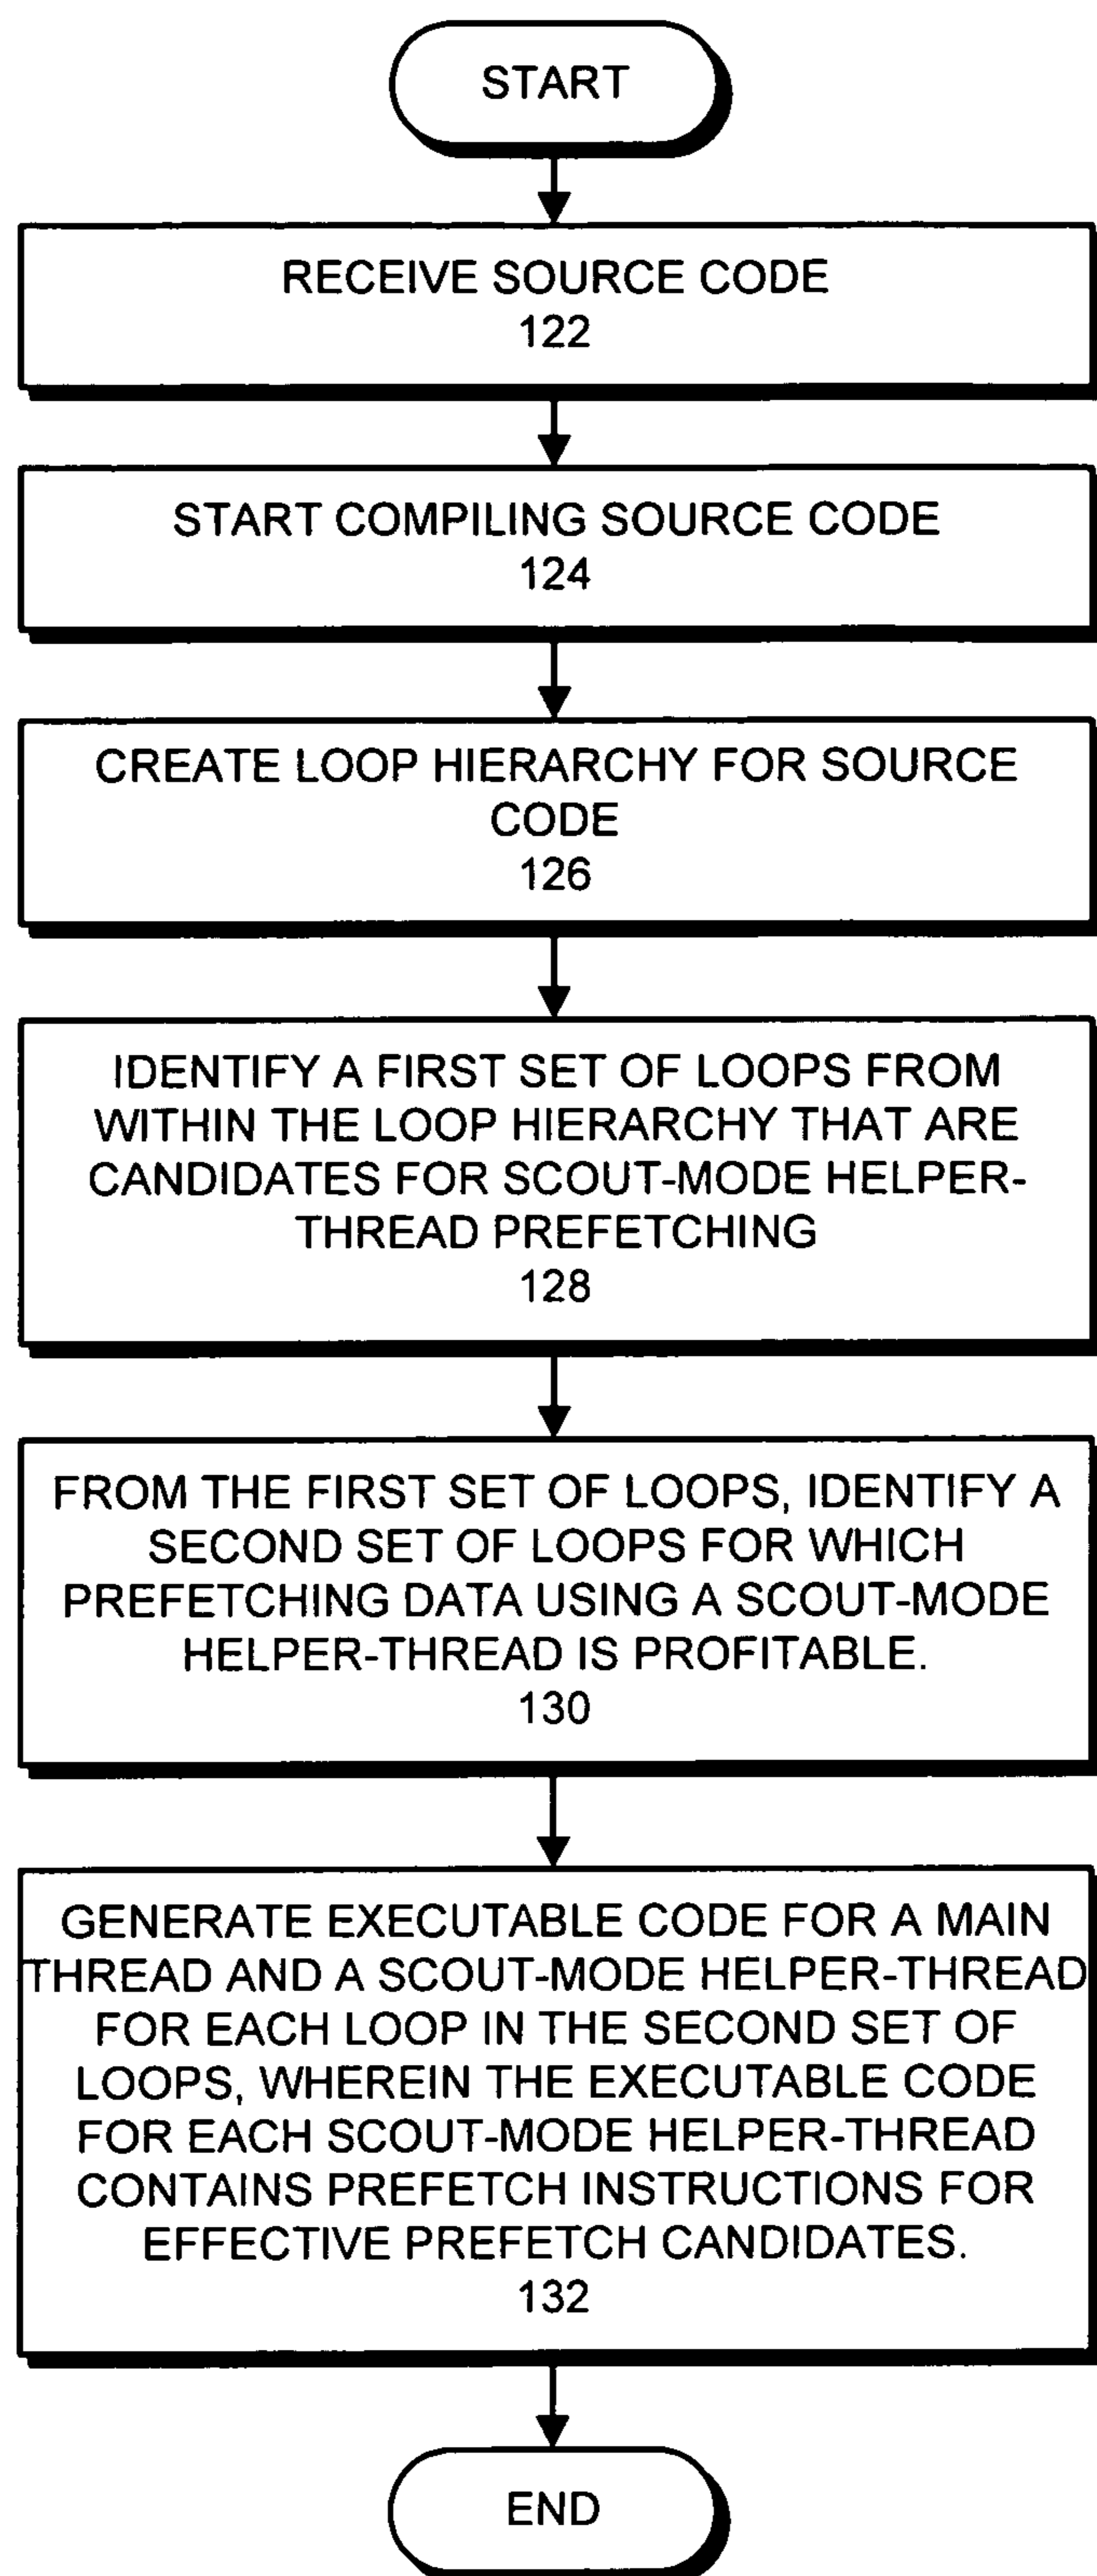 START
RECEIVE SOURCE CODE
122
START COMPILING SOURCE CODE
124
CREATE LOOP HIERARCHY FOR SOURCE
CODE
126
IDENTIFY A FIRST SET OF LOOPS FROM
WITHIN THE LOOP HIERARCHY THAT ARE
CANDIDATES FOR SCOUT-MODE HELPER-
THREAD PREFETCHING
128
FROM THE FIRST SET OF LOOPS, IDENTIFY A
SECOND SET OF LOOPS FOR WHICH
PREFETCHING DATA USING A SCOUT-MODE
HELPER-THREAD IS PROFITABLE.
130
GENERATE EXECUTABLE CODE FOR A MAIN
THREAD AND A SCOUT-MODE HELPER-THREAD
FOR EACH LOOP IN THE SECOND SET OF
LOOPS, WHEREIN THE EXECUTABLE CODE
FOR EACH SCOUT-MODE HELPER-THREAD
CONTAINS PREFETCH INSTRUCTIONS FOR
EFFECTIVE PREFETCH CANDIDATES.
132
END